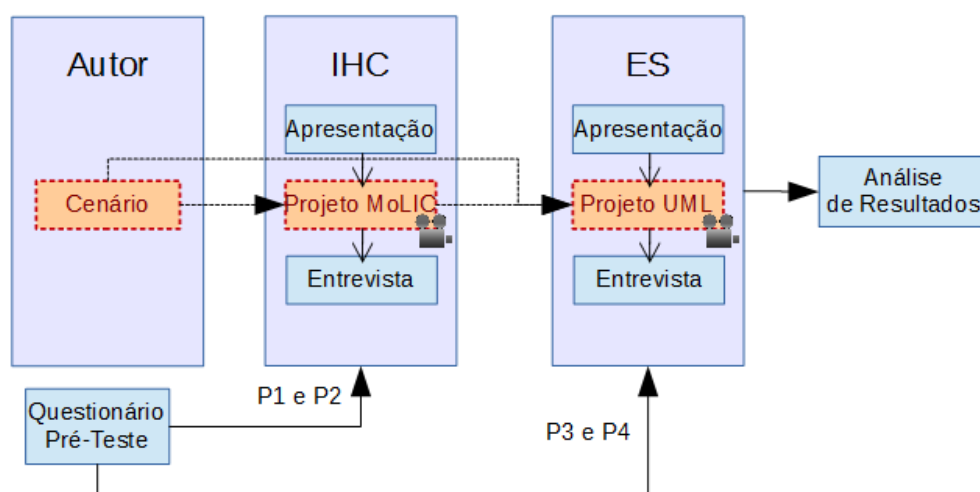 Autor
IHC
ES
Apresentação
Apresentação
Cenário
Projeto MoLIC
Projeto UML
Análise
de Resultados
Entrevista
Entrevista
Questionário
Pré-Teste
P1 e P2
P3 e P4